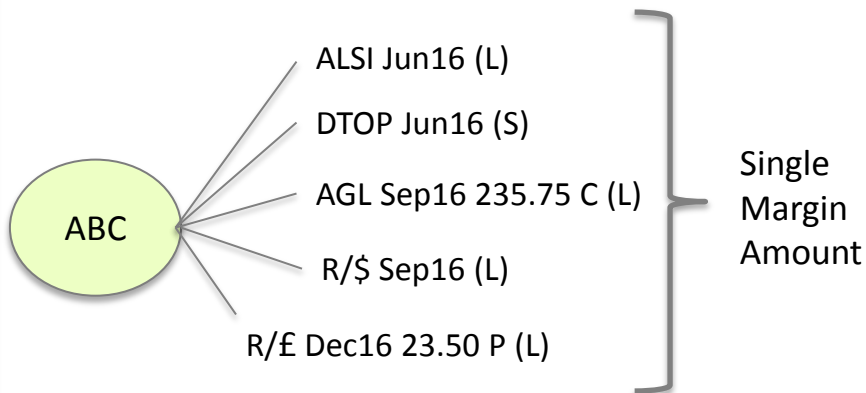 ALSI Jun16 (L)
DTOP Jun16 (S)
AGL Sep16 235.75 C (L)
ABC
R/$ Sep16 (L)
R/£ Dec16 23.50 P (L)
Single
Margin
Amount